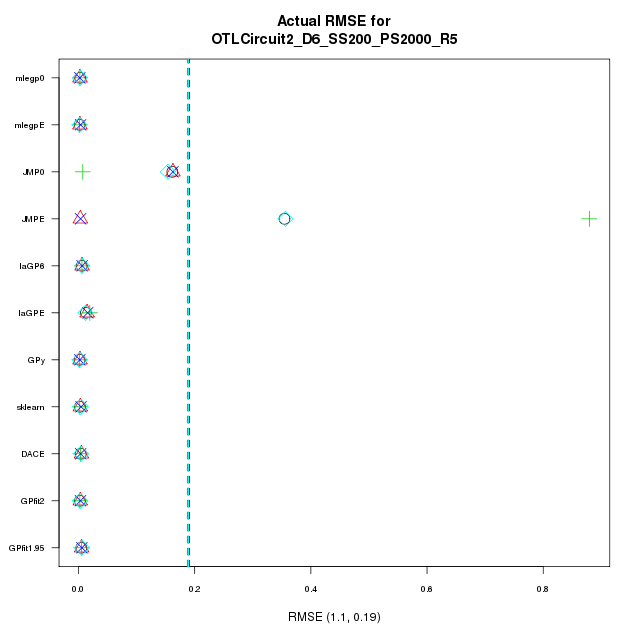 Actual RMSE for
OTLCircuit2_D6_SS200_PS2000_R5
mlegp0
mlegpE
JMP0
JMPE
laGP6
laGPE
GPy
sklearn
DACE
GPfit2
GPfit1.95
0.0 0.2 0.4 0.6 0.8
RMSE (1.1, 0.19)